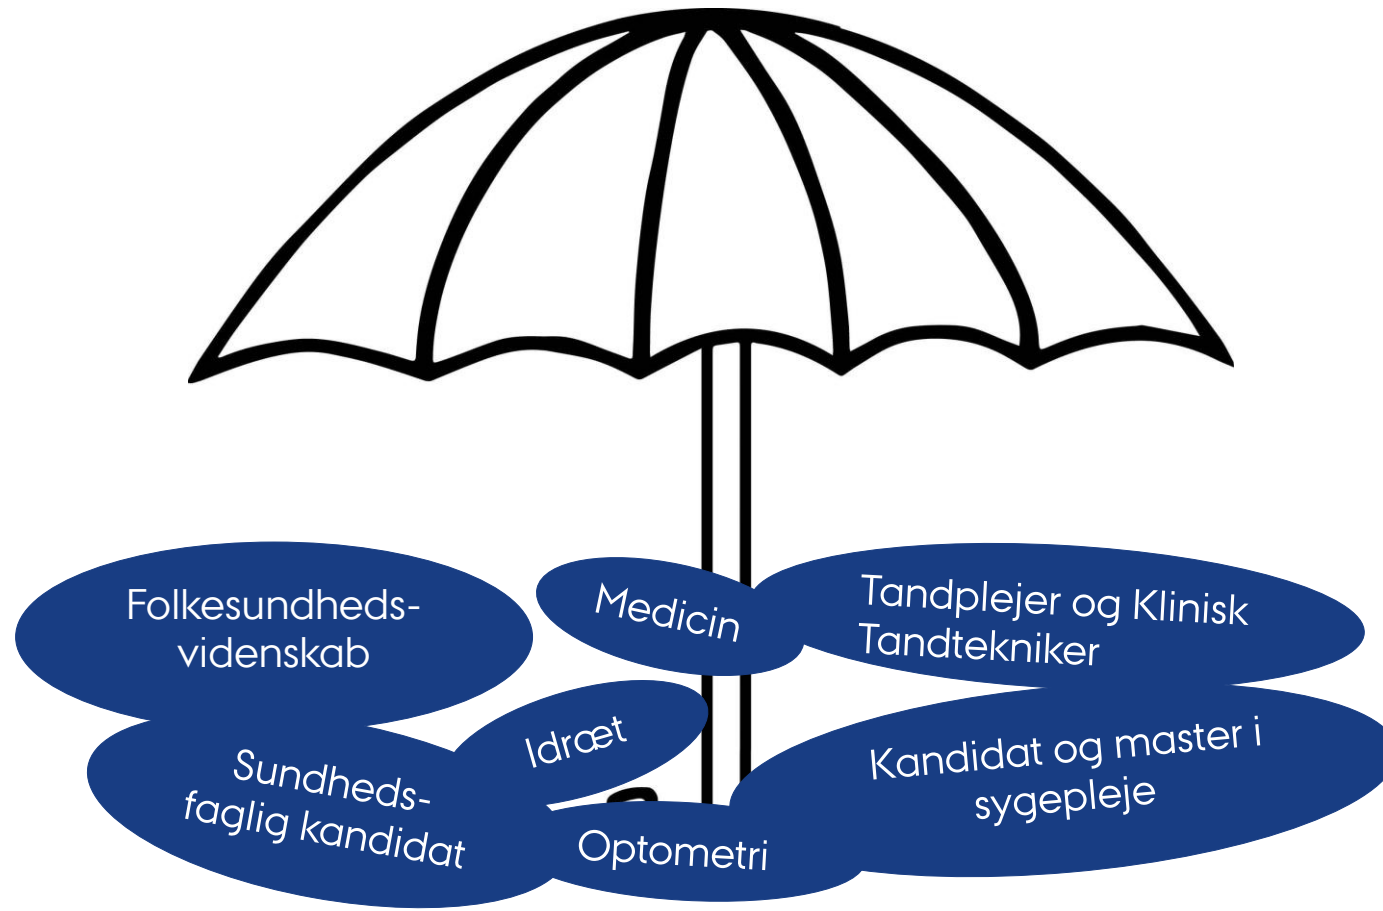 Folkesundheds-
videnskab
Medicin
Tandplejer og Klinisk
Tandtekniker
Idræt
Sundheds-
faglig kandidat
Kandidat og master i
sygepleje
Optometri